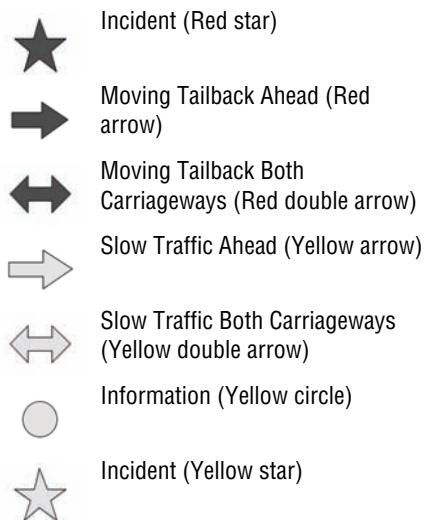 Incident (Red star)
Moving Tailback Ahead (Red
arrow)
Moving Tailback Both
Carriageways (Red double arrow)
Slow Traffic Ahead (Yellow arrow)
Slow Traffic Both Carriageways
(Yellow double arrow)
Information (Yellow circle)
Incident (Yellow star)